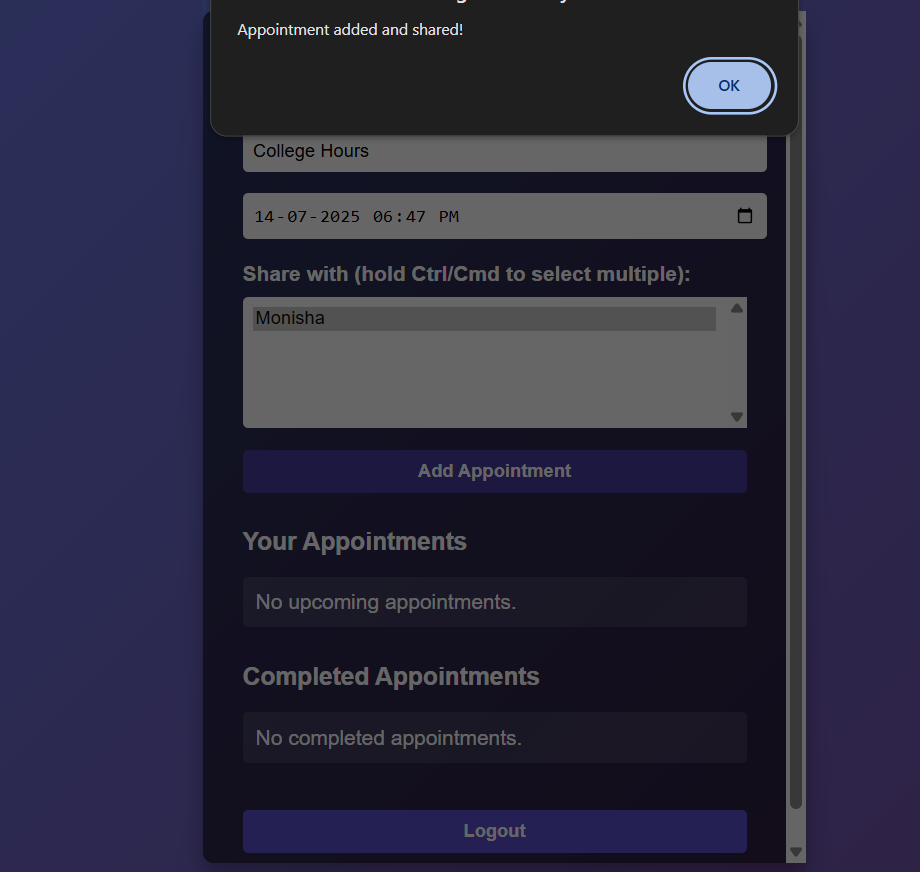 Appointment added and shared!
OK
College Hours
14-07-2025 06:47 PM
Share with (hold Ctrl/Cmd to select multiple):
Monisha
Add Appointment
Your Appointments
No upcoming appointments.
Completed Appointments
No completed appointments.
Logout